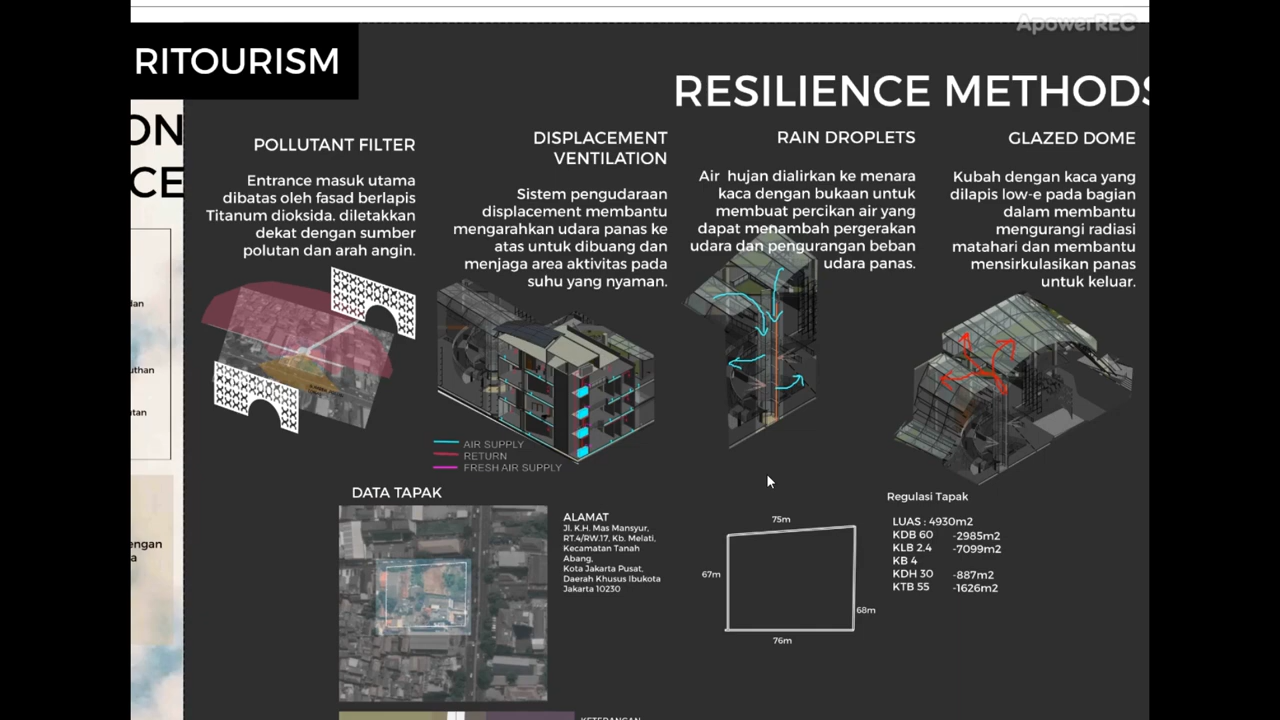 ApowerREC
RITOURISM
RESILIENCE METHODS
ON
CE
POLLUTANT FILTER
Entrance masuk utama
dibatas oleh fasad berlapis
Titanum dioksida. diletakkan
dekat dengan sumber
polutan dan arah angin.
DISPLACEMENT
VENTILATION
Sistem pengudaraan
displacement membantu
mengarahkan udara panas ke
atas untuk dibuang dan
menjaga area aktivitas pada
suhu yang nyaman.
RAIN DROPLETS
Air hujan dialirkan ke menara
kaca dengan bukaan untuk
membuat percikan air yang
dapat menambah pergerakan
udara dan pengurangan beban
udara panas.
GLAZED DOME
Kubah dengan kaca yang
dilapis low-e pada bagian
dalam membantu
mengurangi radiasi
matahari dan membantu
mensirkulasikan panas
untuk keluar.
dan
uthan
utan
engan
a
AIR SUPPLY
RETURN
FRESH AIR SUPPLY
DATA TAPAK
ALAMAT
Jl. K.H. Mas Mansyur,
RT.4/RW.17, Kb. Melati,
Kecamatan Tanah
Abang,
Kota Jakarta Pusat,
Daerah Khusus Ibukota
Jakarta 10230
75m
67m
68m
76m
Regulasi Tapak
LUAS : 4930m2
KDB 60 -2985m2
KLB 2.4 -7099m2
KB 4
KDH 30 -887m2
KTB 55 -1626m2
KETERANGAN